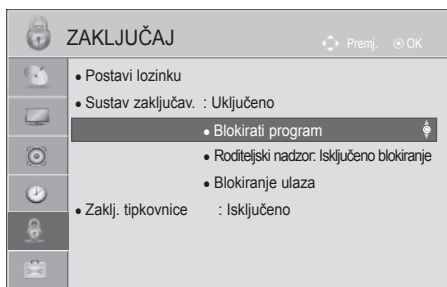 ZAKLJUČAJ
Premj. OK
● Postavi lozinku
● Sustav zaključav. : Uključeno
● Blokirati program
● Roditeljski nadzor: Isključeno blokiranje
● Blokiranje ulaza
● Zaklj. tipkovnice : Isključeno